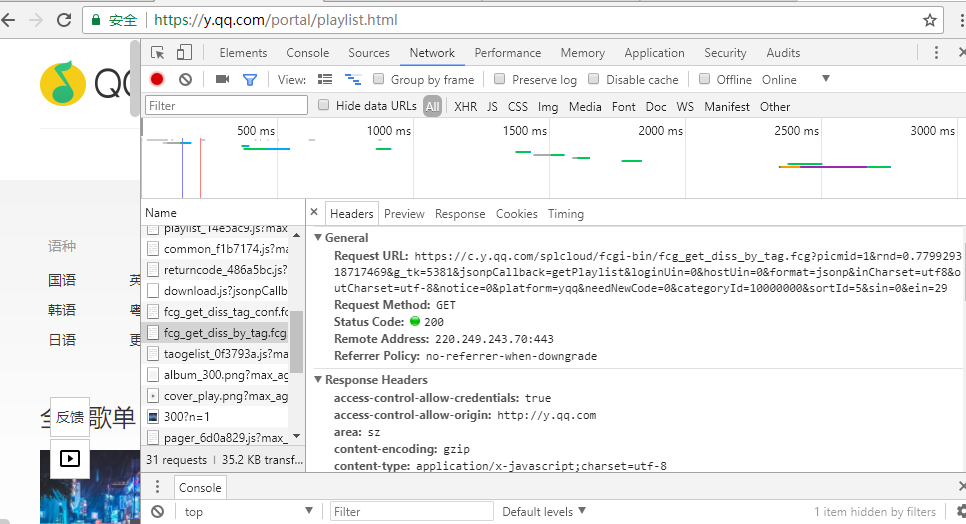 安全 https://y.qq.com/portal/playlist.html
Elements Console Sources Network Performance Memory Application Security Audits
View: Group by frame Preserve log Disable cache Offline Online
Filter Hide data URLs All XHR JS CSS Img Media Font Doc WS Manifest Other
500 ms 1000 ms 1500 ms 2000 ms 2500 ms 3000 ms
语种
国语
韩语
日语 更
反馈
歌单
Name
playlist_14e5ac9.js?max
common_f1b7174.js?ma
returncode_486a5bc.js?
download.js?jsonpCallb
fcg_get_diss_tag_conf.fc
fcg_get_diss_by_tag.fcg
taogelist_0f3793a.js?ma
album_300.png?max_ag
cover_play.png?max_ag
300?n=1
pager_6d0a829.js?max_
31 requests | 35.2 KB transf...
× Headers Preview Response Cookies Timing
General
Request URL: https://c.y.qq.com/splcloud/fcgi-bin/fcg_get_diss_by_tag.fcg?picmid=1&rnd=0.779929318717469&g_tk=5381&jsonpCallback=getPlaylist&loginUin=0&hostUin=0&format=jsonp&inCharset=utf8&outCharset=utf-8&notice=0&platform=yqq&needNewCode=0&categoryId=10000000&sortId=5&sin=0&ein=29
Request Method: GET
Status Code: 200
Remote Address: 220.249.243.70:443
Referrer Policy: no-referrer-when-downgrade
Response Headers
access-control-allow-credentials: true
access-control-allow-origin: http://y.qq.com
area: sz
content-encoding: gzip
content-type: application/x-javascript;charset=utf-8
Console
top Filter Default levels 1 item hidden by filters